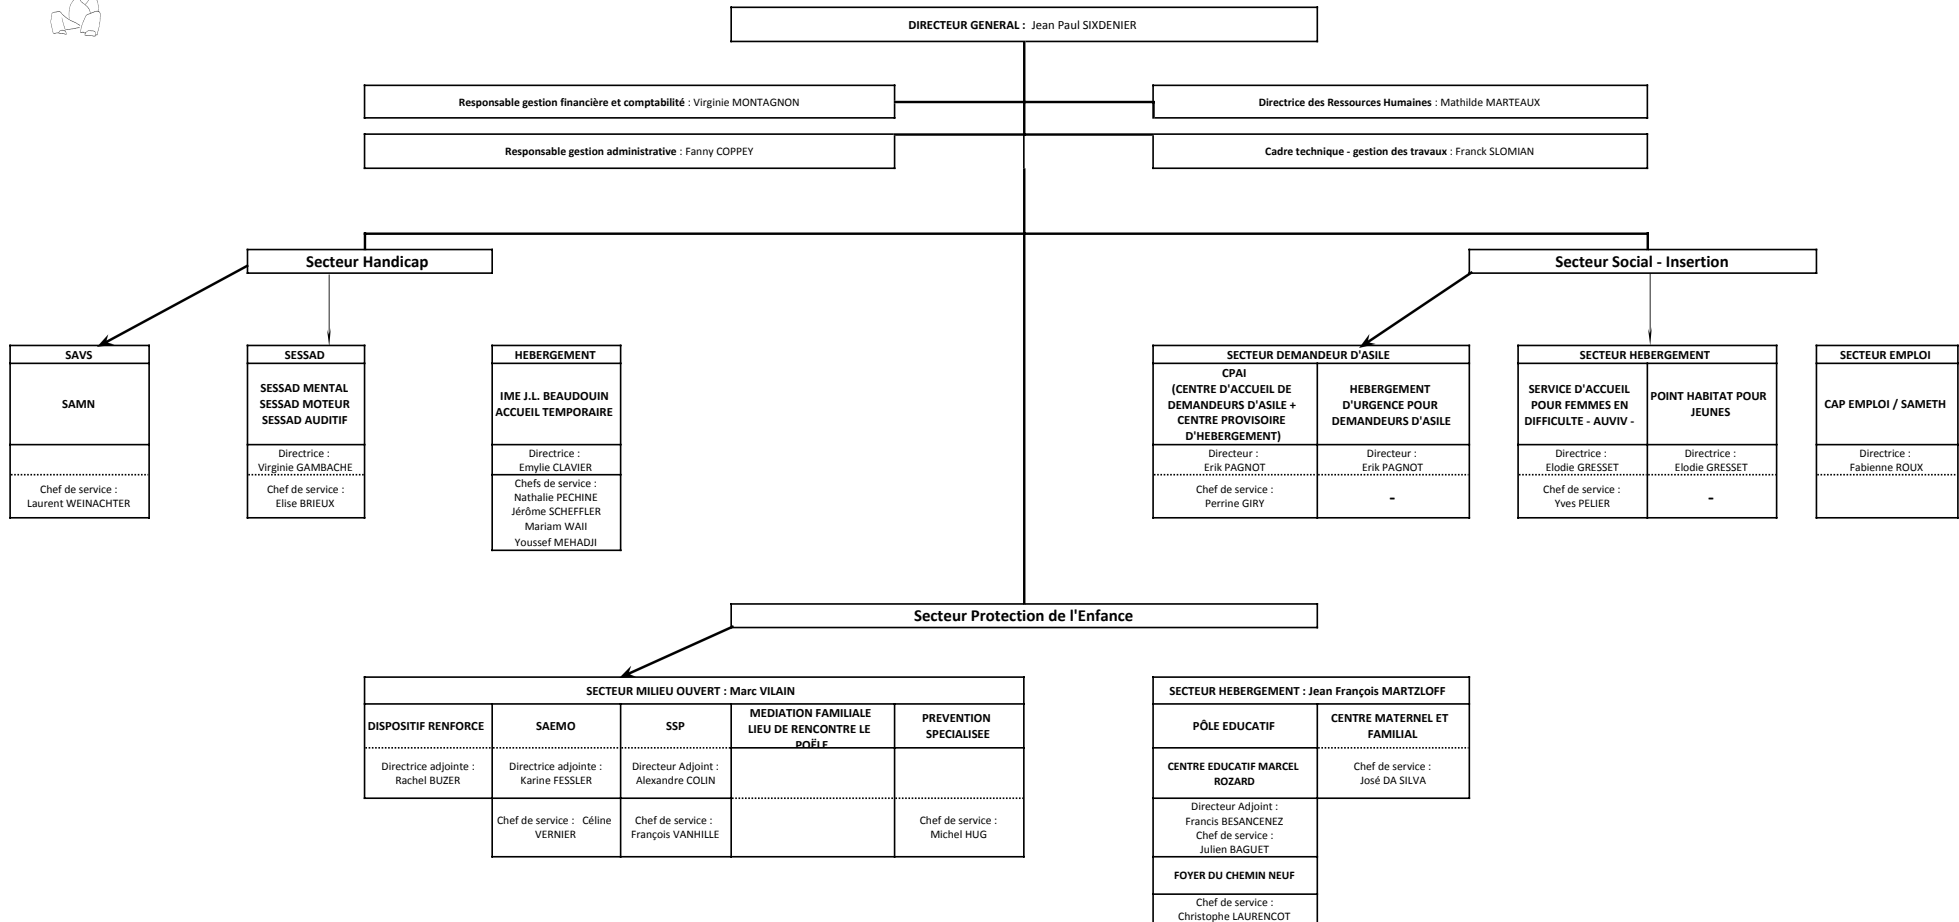 DIRECTEUR GENERAL : Jean Paul SIXDENIER
Responsable gestion financière et comptabilité : Virginie MONTAGNON
Directrice des Ressources Humaines : Mathilde MARTEAUX
Responsable gestion administrative : Fanny COPPEY
Cadre technique - gestion des travaux : Franck SLOMIAN
Secteur Handicap
Secteur Social - Insertion
SAVS
SAMN
Chef de service :
Laurent WEINACHTER
SESSAD
SESSAD MENTAL
SESSAD MOTEUR
SESSAD AUDITIF
Directrice :
Virginie GAMBACHE
Chef de service :
Elise BRIEUX
HEBERGEMENT
IME J.L. BEAUDOUIN
ACCUEIL TEMPORAIRE
Directrice :
Emylie CLAVIER
Chefs de service :
Nathalie PECHINE
Jérôme SCHEFFLER
Mariam WAII
Youssef MEHADJI
SECTEUR DEMANDEUR D'ASILE
CPAI
(CENTRE D'ACCUEIL DE
DEMANDEURS D'ASILE +
CENTRE PROVISOIRE
D'HEBERGEMENT)
Directeur :
Erik PAGNOT
Chef de service :
Perrine GIRY
HEBERGEMENT
D'URGENCE POUR
DEMANDEURS D'ASILE
Directeur :
Erik PAGNOT
-
SECTEUR HEBERGEMENT
SERVICE D'ACCUEIL
POUR FEMMES EN
DIFFICULTE - AUVIV -
Directrice :
Elodie GRESSET
Chef de service :
Yves PELIER
POINT HABITAT POUR
JEUNES
Directrice :
Elodie GRESSET
-
SECTEUR EMPLOI
CAP EMPLOI / SAMETH
Directrice :
Fabienne ROUX
Secteur Protection de l'Enfance
SECTEUR MILIEU OUVERT : Marc VILAIN
DISPOSITIF RENFORCE
Directrice adjointe :
Rachel BUZER
SAEMO
Directrice adjointe :
Karine FESSLER
Chef de service : Céline
VERNIER
SSP
Directeur Adjoint :
Alexandre COLIN
Chef de service :
François VANHILLE
MEDIATION FAMILIALE
LIEU DE RENCONTRE LE
POËLE
PREVENTION
SPECIALISEE
Chef de service :
Michel HUG
SECTEUR HEBERGEMENT : Jean François MARTZLOFF
PÔLE EDUCATIF
CENTRE EDUCATIF MARCEL
ROZARD
Directeur Adjoint :
Francis BESANCENEZ
Chef de service :
Julien BAGUET
FOYER DU CHEMIN NEUF
Chef de service :
Christophe LAURENCOT
CENTRE MATERNEL ET
FAMILIAL
Chef de service :
José DA SILVA